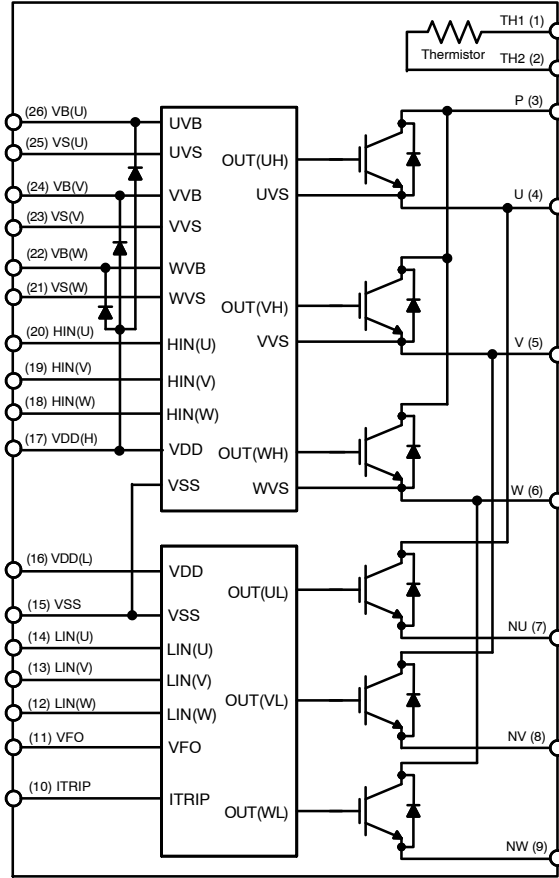 TH1 (1)
Thermistor
TH2 (2)
P (3)
(26) VB(U)
UVB
(25) VS(U)
UVS
OUT(UH)
(24) VB(V)
VVB
UVS
U (4)
(23) VS(V)
VVS
(22) VB(W)
WVB
(21) VS(W)
WVS
OUT(VH)
(20) HIN(U)
HIN(U)
VVS
V (5)
(19) HIN(V)
HIN(V)
(18) HIN(W)
HIN(W)
(17) VDD(H)
VDD
OUT(WH)
VSS
WVS
W (6)
(16) VDD(L)
VDD
OUT(UL)
(15) VSS
VSS
(14) LIN(U)
LIN(U)
NU (7)
(13) LIN(V)
LIN(V)
(12) LIN(W)
LIN(W)
OUT(VL)
(11) VFO
VFO
NV (8)
(10) ITRIP
ITRIP
OUT(WL)
NW (9)